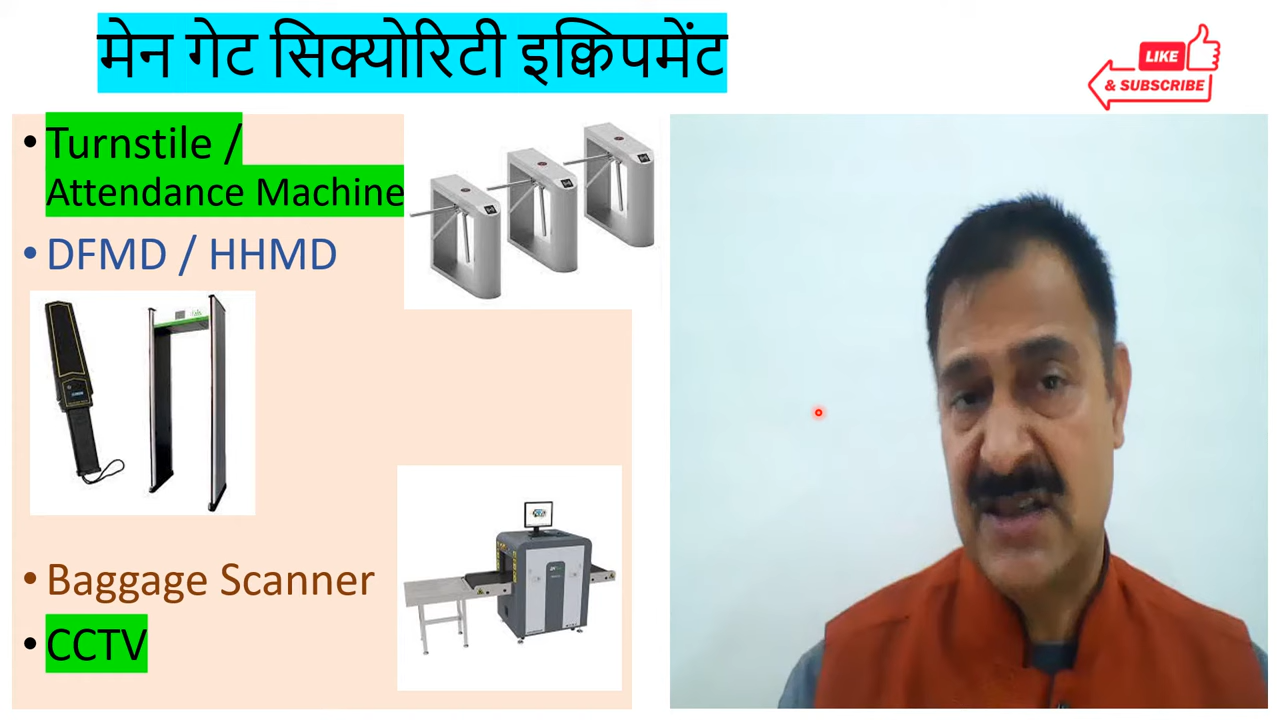 मेन गेट सिक्योरिटी इक्विपमेंट
LIKE
& SUBSCRIBE
• Turnstile /
Attendance Machine
• DFMD / HHMD
• Baggage Scanner
• CCTV